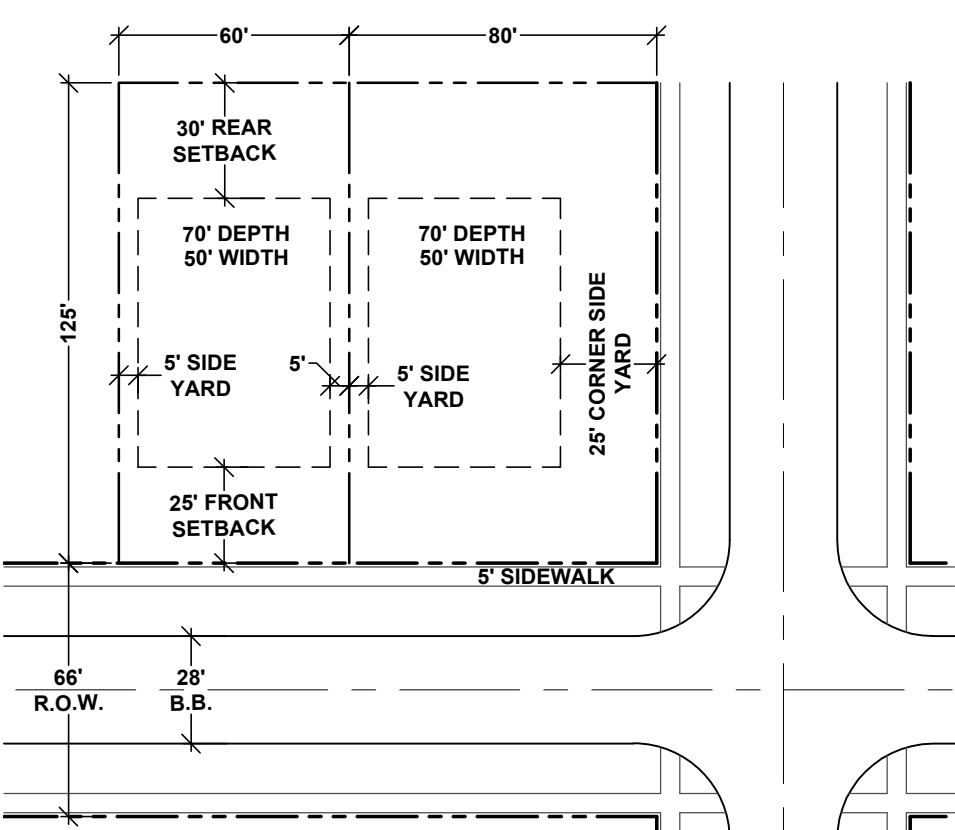 60'
80'
30' REAR
SETBACK
70' DEPTH
50' WIDTH
70' DEPTH
50' WIDTH
125'
5' SIDE
YARD
5'
5' SIDE
YARD
25' CORNER SIDE
YARD
25' FRONT
SETBACK
5' SIDEWALK
66'
R.O.W.
28'
B.B.